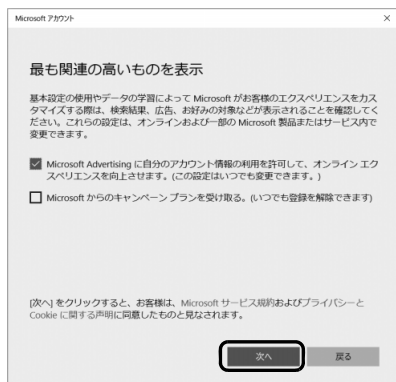 Microsoft アカウント
最も関連の高いものを表示
基本設定の使用やデータの学習によって Microsoft がお客様のエクスペリエンスをカス
タマイズする際は、検索結果、広告、お好みの対象などが表示されることを確認してく
ださい。これらの設定は、オンラインおよび一部の Microsoft 製品またはサービス内で
変更できます。
Microsoft Advertising に自分のアカウント情報の利用を許可して、オンライン エク
スペリエンスを向上させます。(この設定はいつでも変更できます。)
Microsoft からのキャンペーン プランを受け取る。(いつでも登録を解除できます)
[次へ] をクリックすると、お客様は、Microsoft サービス規約およびプライバシーと
Cookie に関する声明に同意したものと見なされます。
次へ
戻る